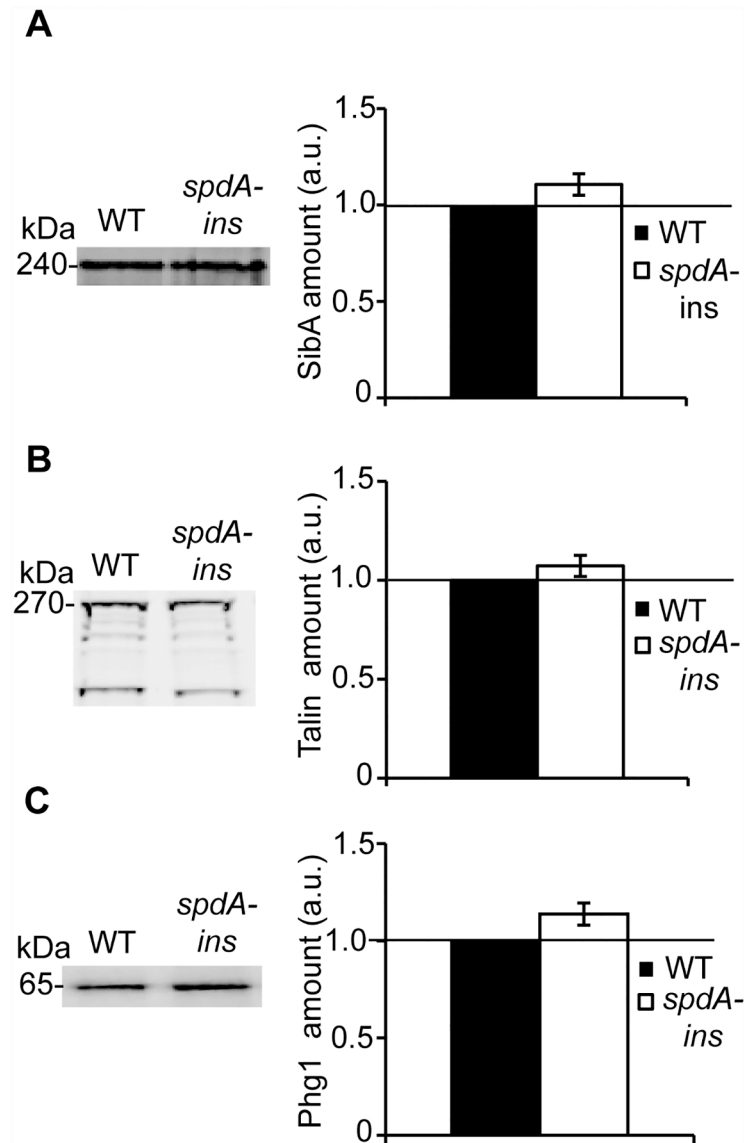 A
kDa WT spdA-
ins
240-
SibA amount (a.u.)
1.5
1.0
0.5
0
WT
spdA-
ins
B
kDa WT spdA-
ins
270-
Talin amount (a.u.)
1.5
1.0
0.5
0
WT
spdA-
ins
C
kDa WT spdA-
ins
65-
Phg1 amount (a.u.)
1.5
1.0
0.5
0
WT
spdA-
ins